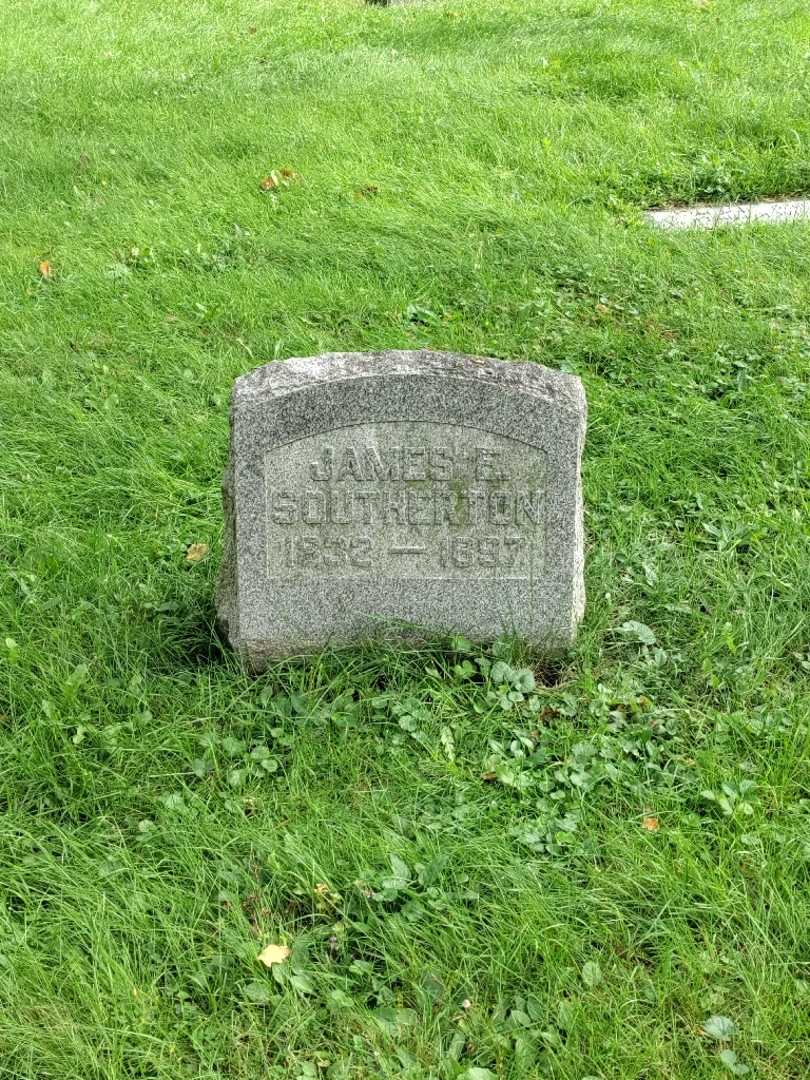 JAMES E.
SOUTHERTON
1832 — 1897